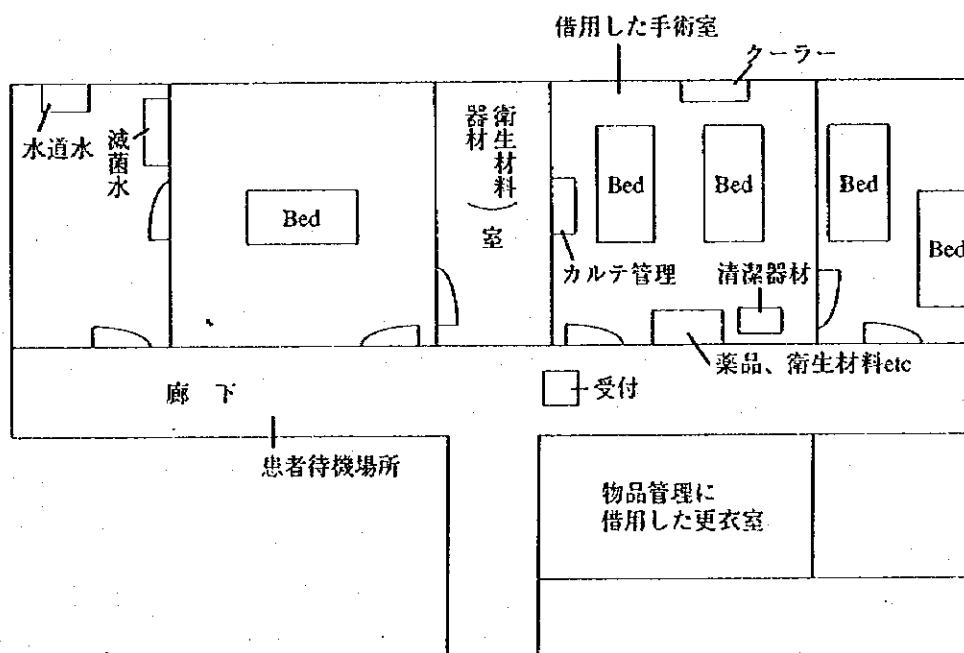 借用した手術室
クーラー
水道水
滅菌水
衛生材料
器材
室
Bed
Bed
Bed
Bed
Bed
カルテ管理
清潔器材
薬品、衛生材料etc
廊 下
受付
患者待機場所
物品管理に
借用した更衣室